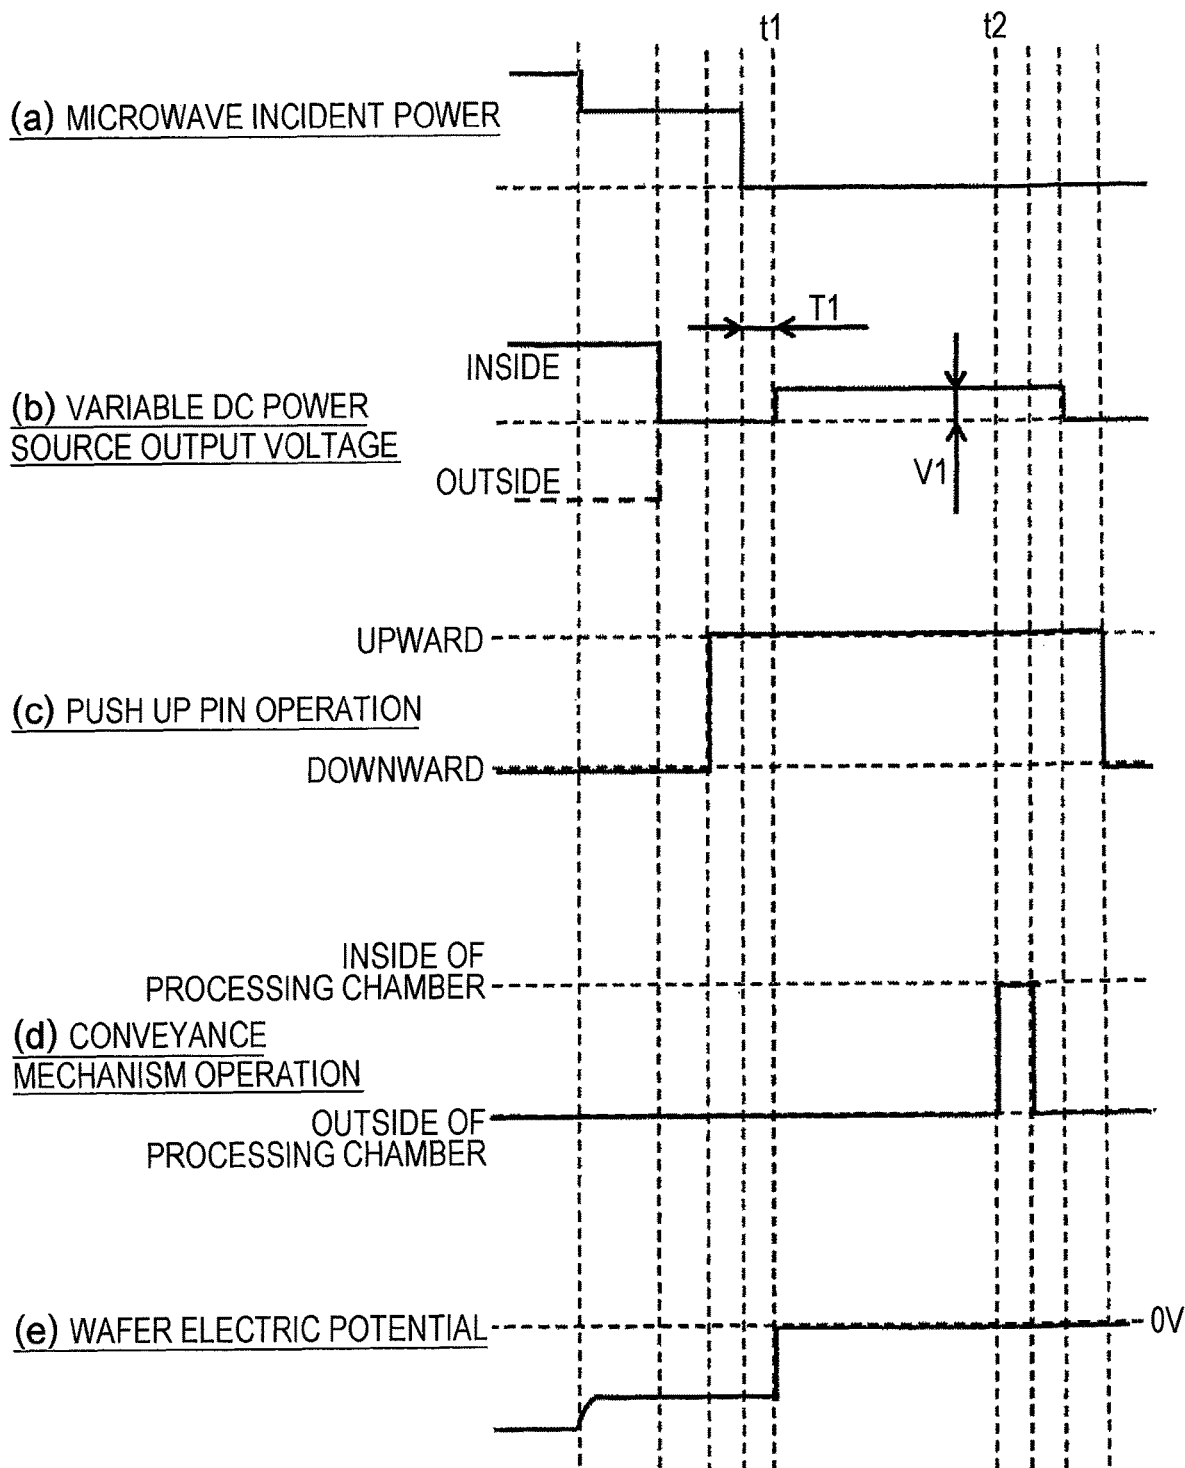 t1
t2
(a) MICROWAVE INCIDENT POWER
T1
INSIDE
(b) VARIABLE DC POWER
SOURCE OUTPUT VOLTAGE
OUTSIDE
V1
UPWARD
(c) PUSH UP PIN OPERATION
DOWNWARD
INSIDE OF
PROCESSING CHAMBER
(d) CONVEYANCE
MECHANISM OPERATION
OUTSIDE OF
PROCESSING CHAMBER
(e) WAFER ELECTRIC POTENTIAL
0V